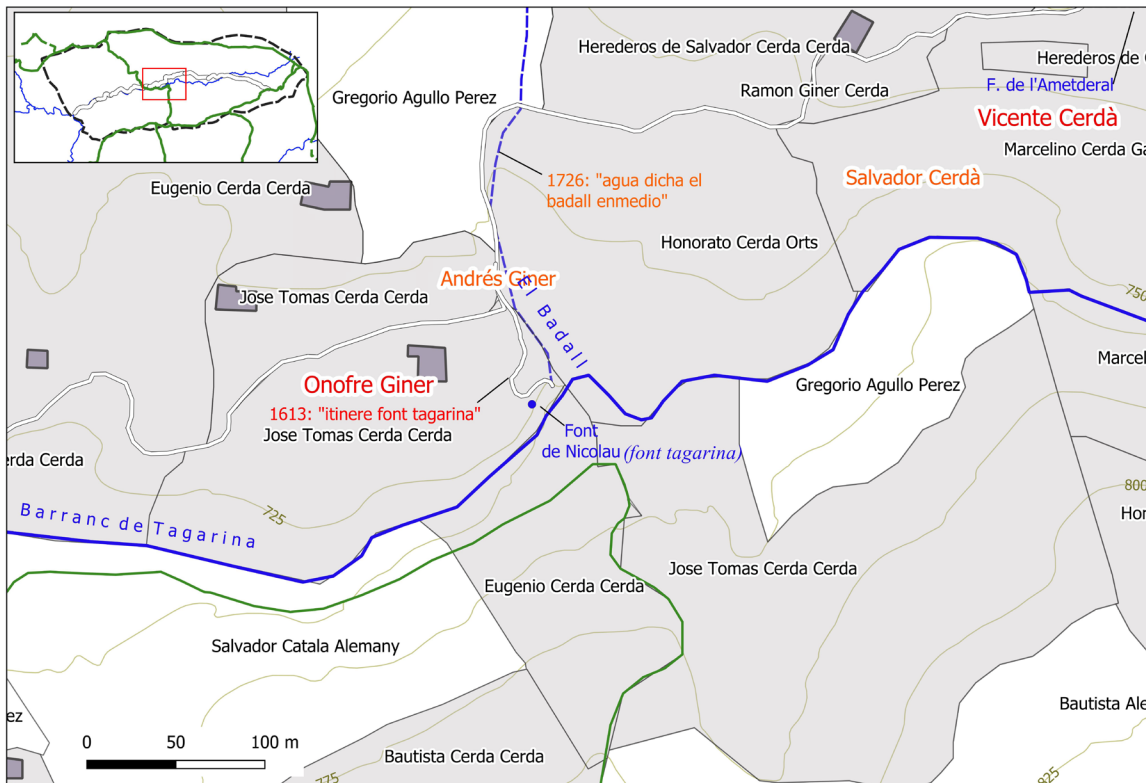 Herederos de Salvador Cerda Cerda
Herederos de
F. de l'Ametderal
Ramon Giner Cerda
Gregorio Agullo Perez
Vicente Cerdà
Marcelino Cerda Ga
1726: "agua dicha el
badall enmedio"
Salvador Cerdà
Eugenio Cerda Cerda
Honorato Cerda Orts
Andrés Giner
El Badall
Jose Tomas Cerda Cerda
750
Marcel
Onofre Giner
Gregorio Agullo Perez
1613: "itinere font tagarina"
Jose Tomas Cerda Cerda
Font
de Nicolau (font tagarina)
erda Cerda
800
Barranc de Tagarina
725
Hor
Eugenio Cerda Cerda
Jose Tomas Cerda Cerda
Salvador Catala Alemany
ez
Bautista Ale
0 50 100 m
Bautista Cerda Cerda
775
825